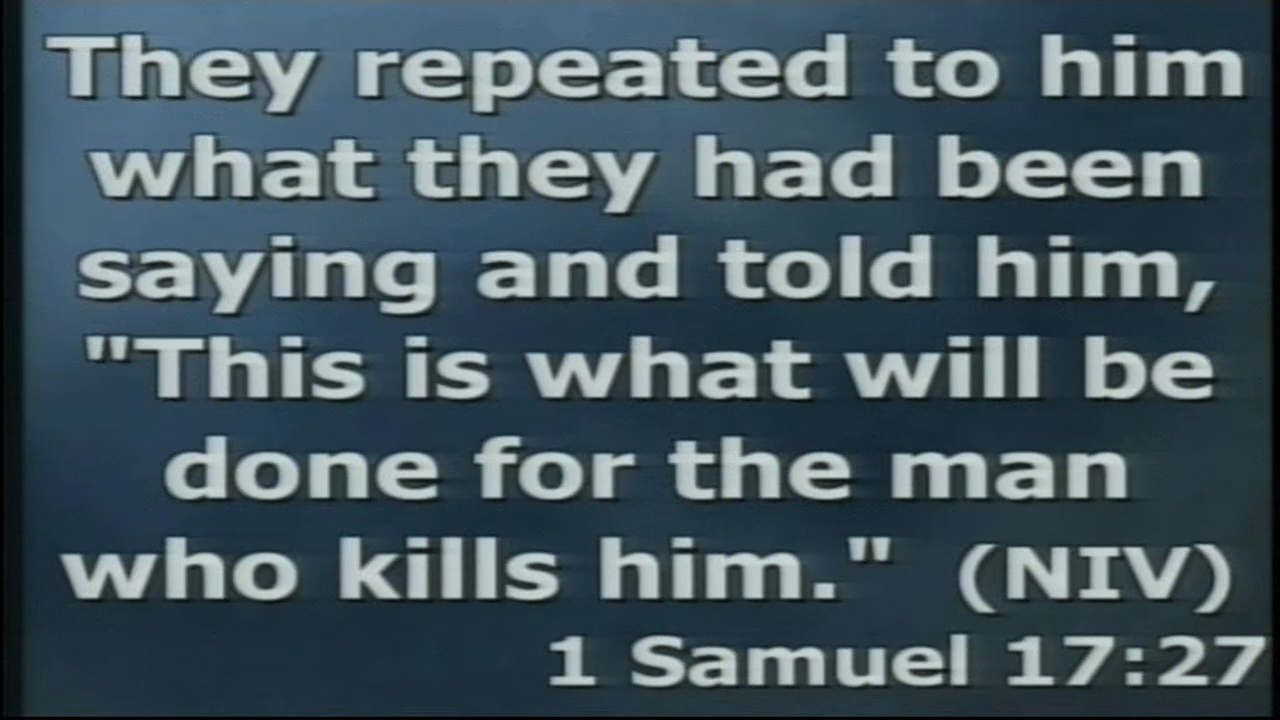 They repeated to him
what they had been
saying and told him,
"This is what will be
done for the man
who kills him." (NIV)
1 Samuel 17:27